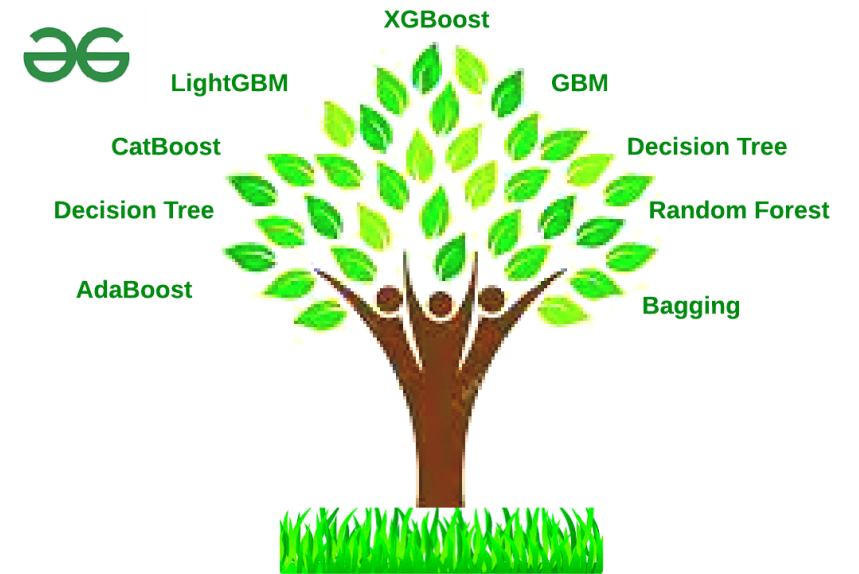 XGBoost
LightGBM
GBM
CatBoost
Decision Tree
Decision Tree
Random Forest
AdaBoost
Bagging